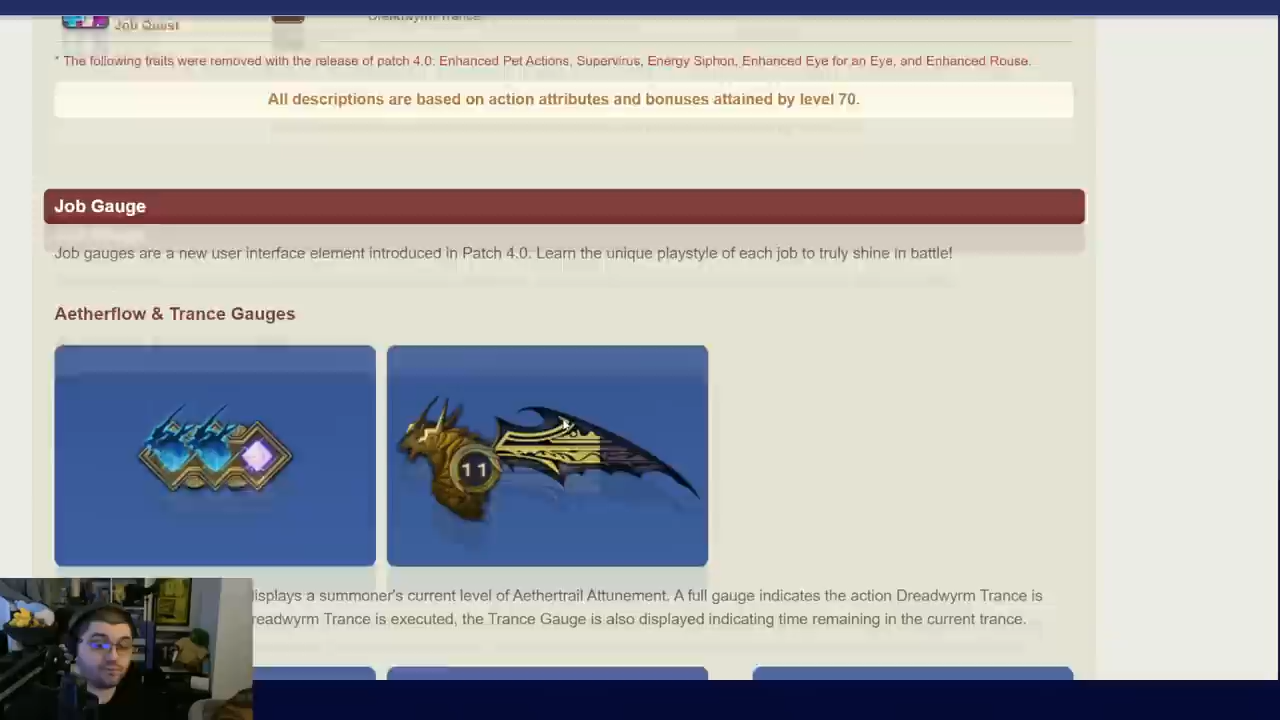 Job Quest
Dreadwyrm Trance
* The following traits were removed with the release of patch 4.0: Enhanced Pet Actions, Supervirus, Energy Siphon, Enhanced Eye for an Eye, and Enhanced Rouse.
All descriptions are based on action attributes and bonuses attained by level 70.
Job Gauge
Job gauges are a new user interface element introduced in Patch 4.0. Learn the unique playstyle of each job to truly shine in battle!
Aetherflow & Trance Gauges
11
isplays a summoner's current level of Aethertrail Attunement. A full gauge indicates the action Dreadwyrm Trance is
readwyrm Trance is executed, the Trance Gauge is also displayed indicating time remaining in the current trance.